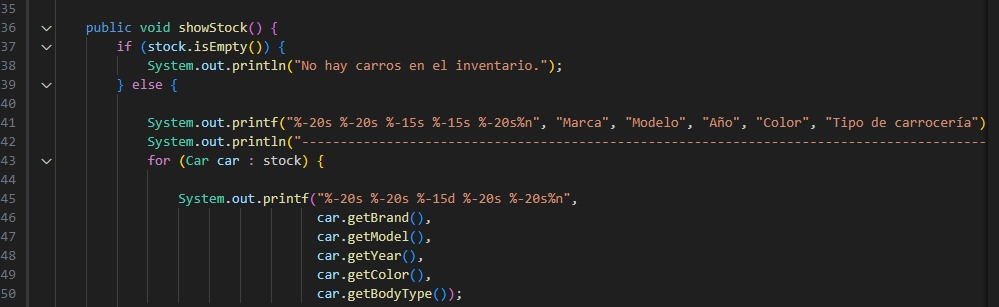 35
36 public void showStock() {
37 if (stock.isEmpty()) {
38 System.out.println("No hay carros en el inventario.");
39 } else {
40
41 System.out.printf("%-20s %-20s %-15s %-15s %-20s%n", "Marca", "Modelo", "Año", "Color", "Tipo de carrocería")
42 System.out.println("------------------------------------------------------------------------------------------
43 for (Car car : stock) {
44
45 System.out.printf("%-20s %-20s %-15d %-20s %-20s%n",
46 car.getBrand(),
47 car.getModel(),
48 car.getYear(),
49 car.getColor(),
50 car.getBodyType());